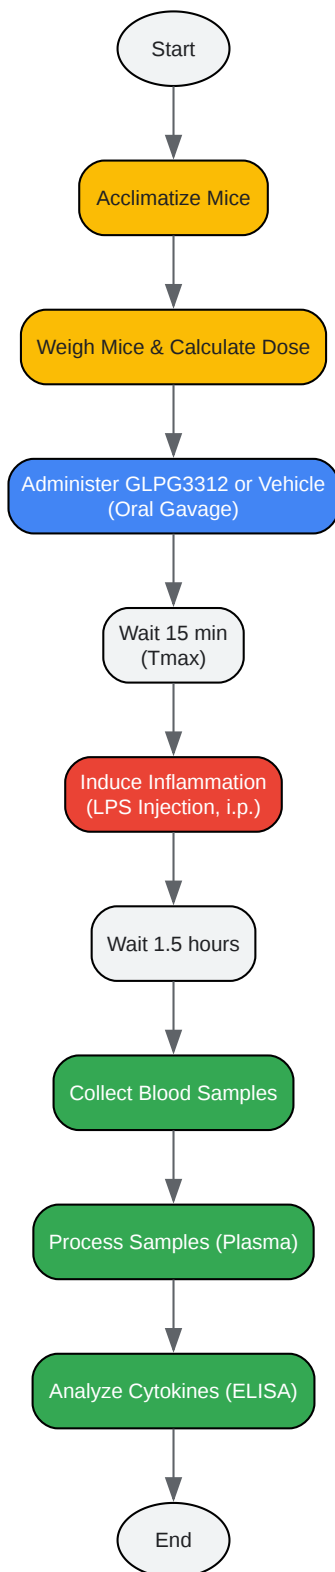 Start
Acclimatize Mice
Weigh Mice & Calculate Dose
Administer GLPG3312 or Vehicle
(Oral Gavage)
Wait 15 min
(Tmax)
Induce Inflammation
(LPS Injection, i.p.)
Wait 1.5 hours
Collect Blood Samples
Process Samples (Plasma)
Analyze Cytokines (ELISA)
End